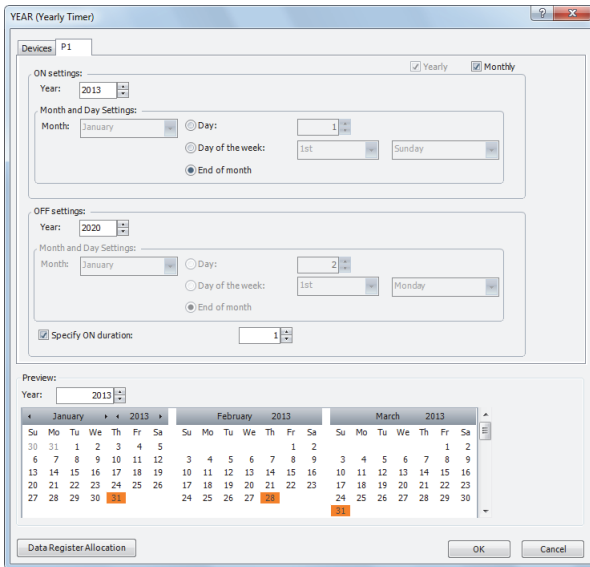 YEAR (Yearly Timer)
?
Devices P1
Yearly Monthly
ON settings:
Year: 2013
Month and Day Settings:
Month: January Day: 1
Day of the week: 1st Sunday
End of month
OFF settings:
Year: 2020
Month and Day Settings:
Month: January Day: 2
Day of the week: 1st Monday
End of month
Specify ON duration: 1
Preview:
Year: 2013
January 2013 February 2013 March 2013
Su Mo Tu We Th Fr Sa Su Mo Tu We Th Fr Sa Su Mo Tu We Th Fr Sa
30 31 1 2 3 4 5 1 2 1 2
6 7 8 9 10 11 12 3 4 5 6 7 8 9 3 4 5 6 7 8 9
13 14 15 16 17 18 19 10 11 12 13 14 15 16 10 11 12 13 14 15 16
20 21 22 23 24 25 26 17 18 19 20 21 22 23 17 18 19 20 21 22 23
27 28 29 30 31 24 25 26 27 28 24 25 26 27 28 29 30
31
Data Register Allocation OK Cancel